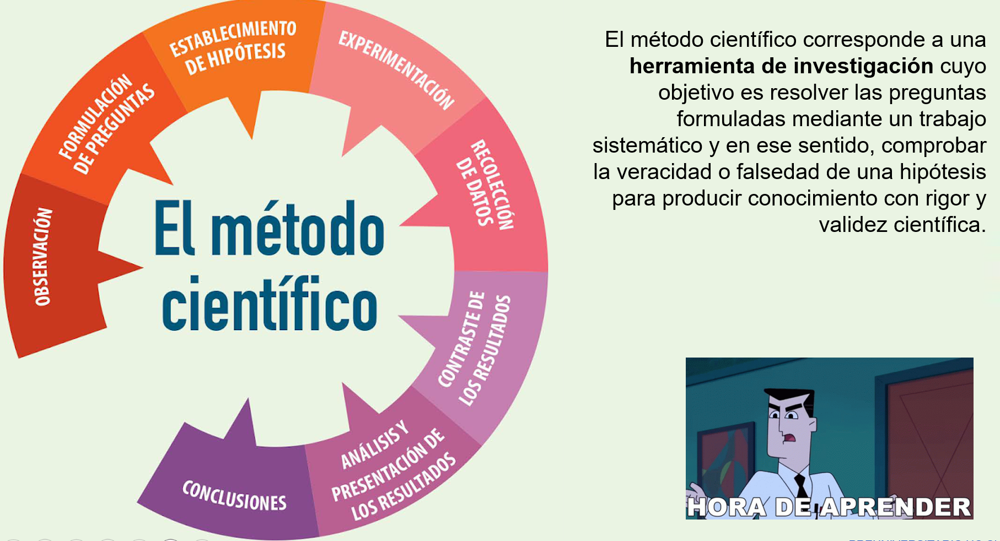 OBSERVACIÓN
FORMULACIÓN
DE PREGUNTAS
ESTABLECIMIENTO
DE HIPÓTESIS
EXPERIMENTACIÓN
RECOLECCIÓN
DE DATOS
CONTRASTE DE
LOS RESULTADOS
ANÁLISIS Y
PRESENTACIÓN DE
LOS RESULTADOS
CONCLUSIONES
El método
científico
El método científico corresponde a una
herramienta de investigación cuyo
objetivo es resolver las preguntas
formuladas mediante un trabajo
sistemático y en ese sentido, comprobar
la veracidad o falsedad de una hipótesis
para producir conocimiento con rigor y
validez científica.
HORA DE APRENDER